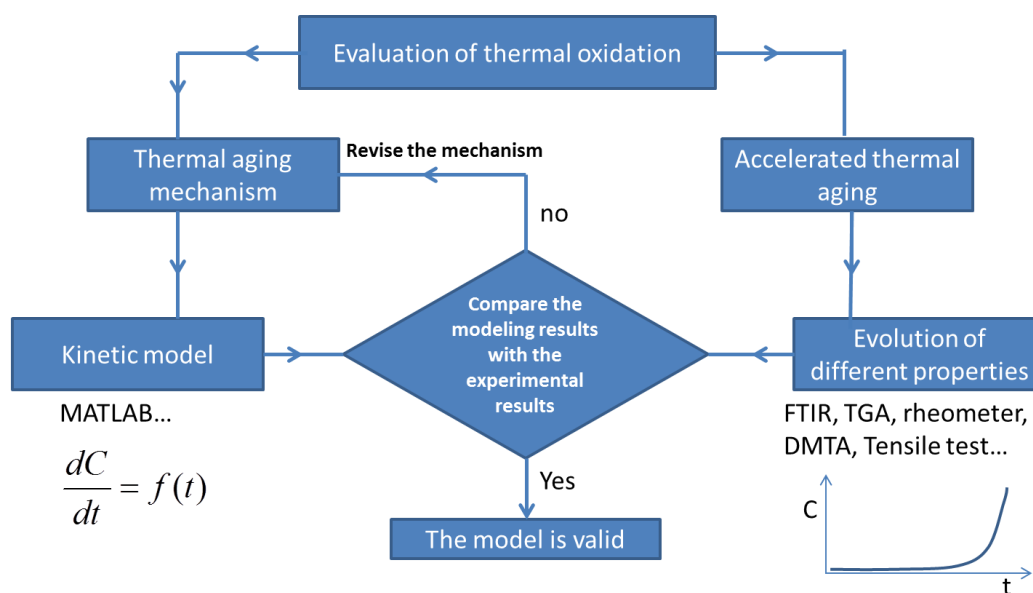 Evaluation of thermal oxidation
Thermal aging
mechanism
Revise the mechanism
Accelerated thermal
aging
no
Compare the
modeling results
with the
experimental
results
Kinetic model
Evolution of
different properties
MATLAB...
FTIR, TGA, rheometer,
DMTA, Tensile test...
dC/dt = f(t)
Yes
The model is valid
C
t